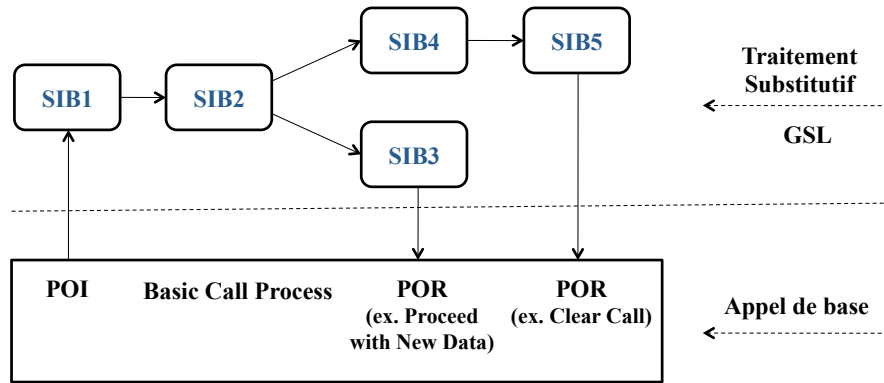 SIB4
SIB5
SIB1
SIB2
SIB3
Traitement
Substitutif
GSL
POI
Basic Call Process
POR
(ex. Proceed
with New Data)
POR
(ex. Clear Call)
Appel de base